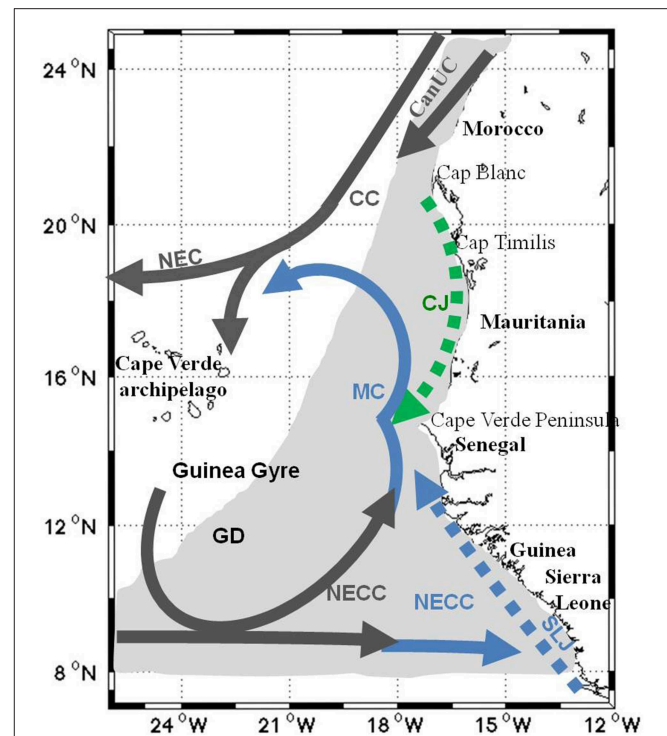 24°N
CanUC
Morocco
Cap Blanc
CC
20°N
Cap Timilis
NEC
CJ
Mauritania
Cape Verde
archipelago
16°N
MC
Cape Verde Peninsula
Senegal
Guinea Gyre
12°N
GD
Guinea
Sierra
Leone
NECC
NECC
SLJ
8°N
24°W
21°W
18°W
15°W
12°W